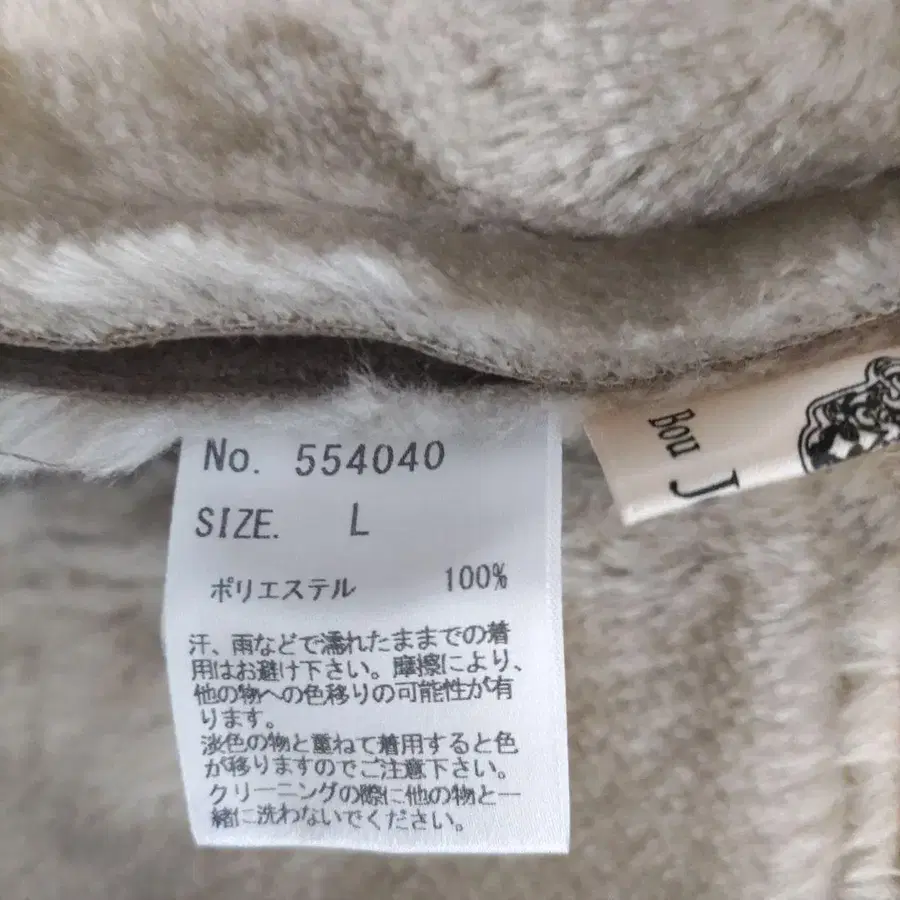 No. 554040
SIZE. L
ポリエステル 100%
汗、雨などで濡れたままでの着
用はお避け下さい。摩擦により、
他の物への色移りの可能性が有
ります。
淡色の物と重ねて着用すると色
が移りますのでご注意下さい。
クリーニングの際に他の物と一
緒に洗わないでください。
Bou J